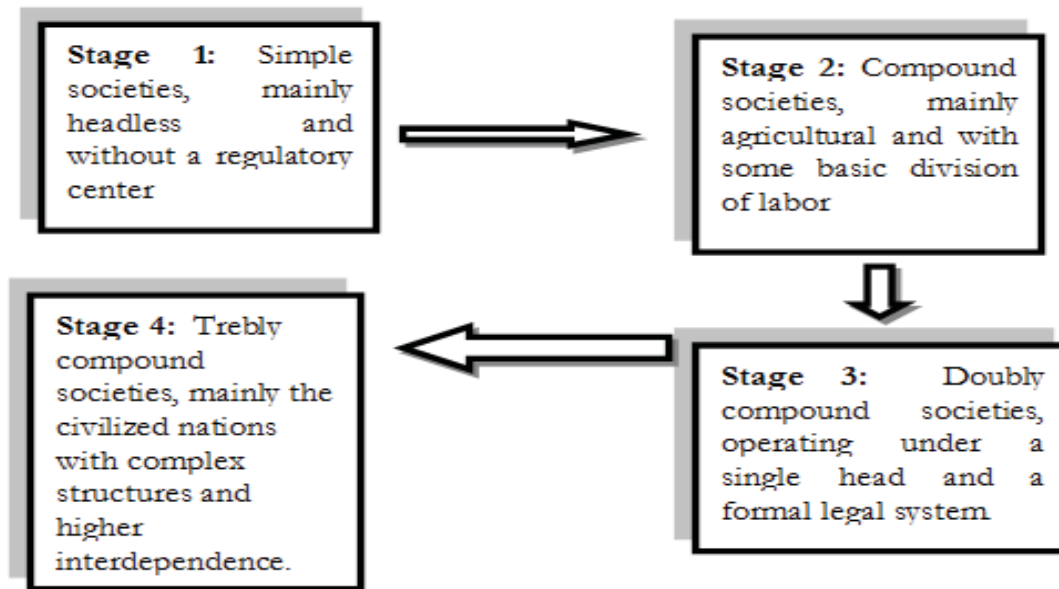 Stage 1: Simple
societies, mainly
headless and
without a regulatory
center
Stage 2: Compound
societies, mainly
agricultural and with
some basic division
of labor
Stage 3: Doubly
compound societies,
operating under a
single head and a
formal legal system
Stage 4: Trebly
compound
societies, mainly the
civilized nations
with complex
structures and
higher
interdependence.